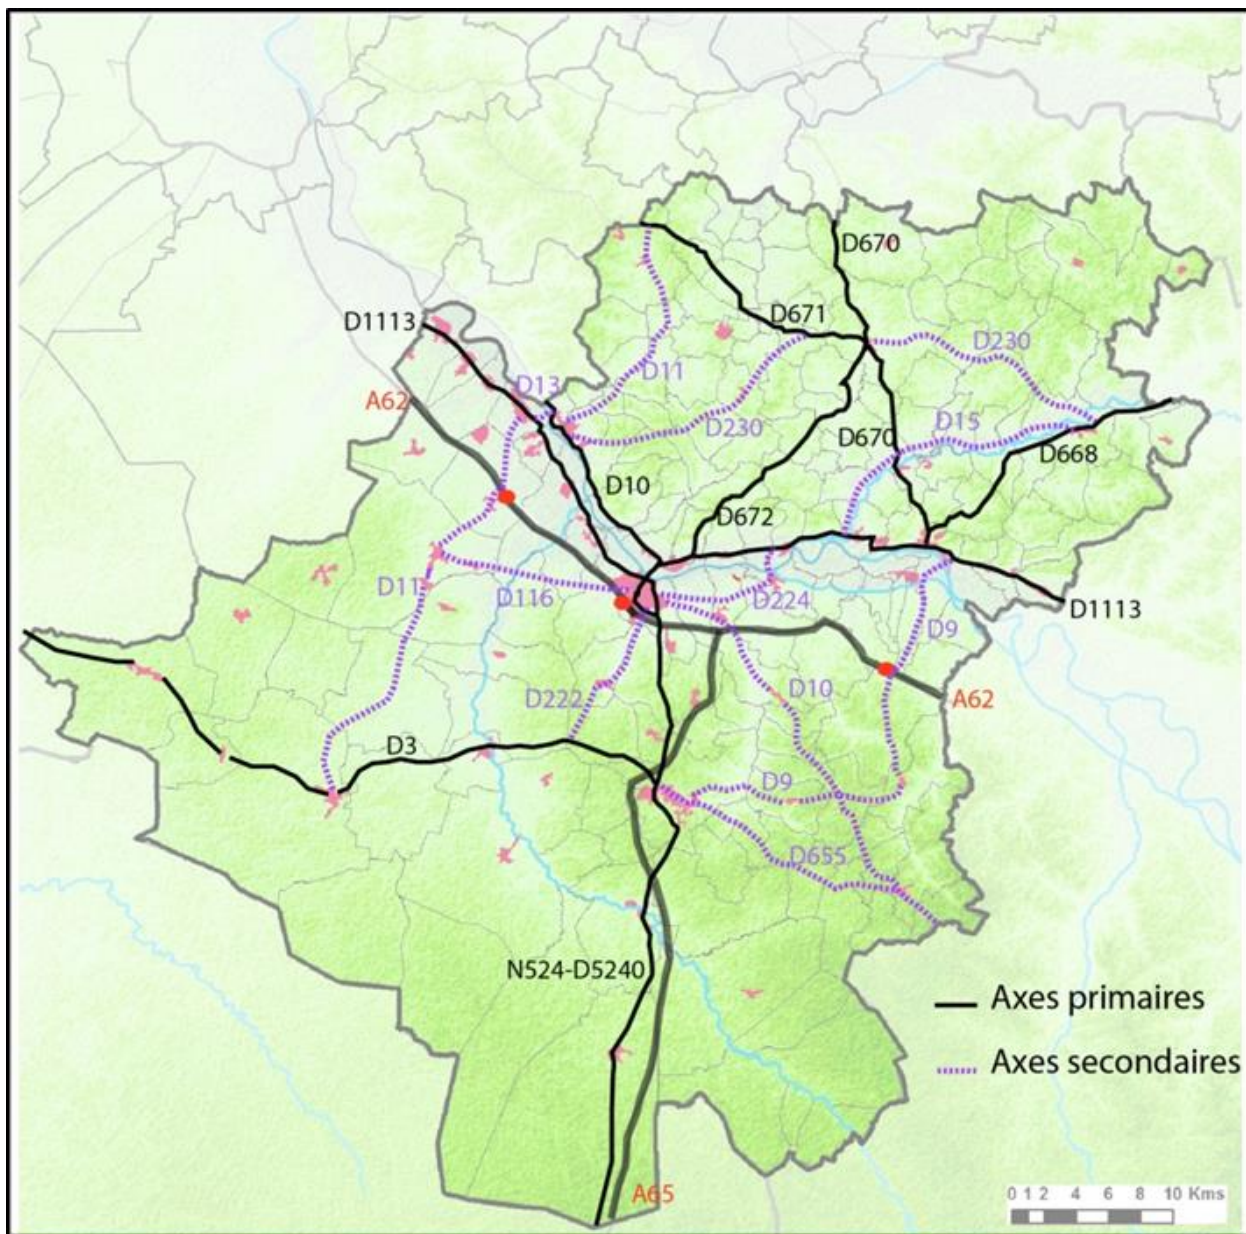 D670
D671
D1113
D230
D11
D13
A62
D230
D15
D670
D668
D10
D672
D11
D116
D224
D1113
D9
D222
D10
A62
D3
D9
D655
N524-D5240
Axes primaires
Axes secondaires
A65
0 1 2 4 6 8 10 Kms